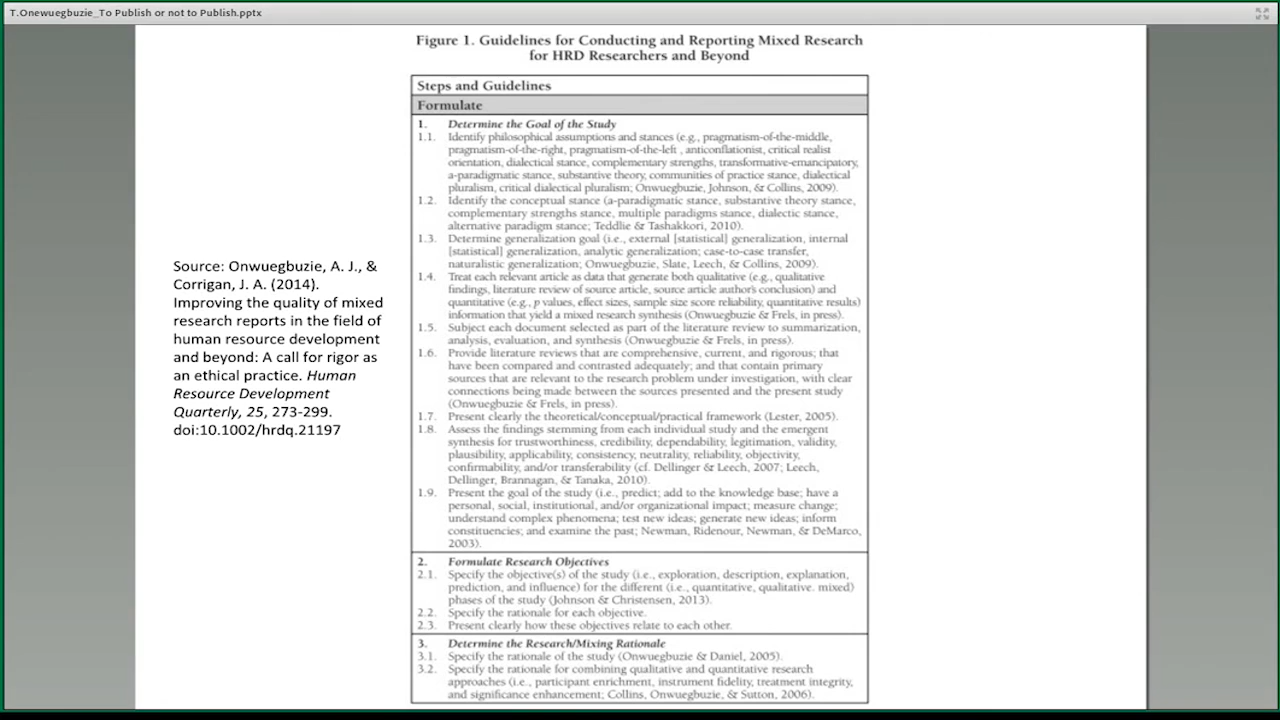 T.Onewuegbuzie_To Publish or not to Publish.pptx
Figure 1. Guidelines for Conducting and Reporting Mixed Research
for HRD Researchers and Beyond
Steps and Guidelines
Formulate
1. Determine the Goal of the Study
1.1. Identify philosophical assumptions and stances (e.g., pragmatism-of-the-middle,
pragmatism-of-the-right, pragmatism-of-the-left , anticonflationist, critical realist
orientation, dialectical stance, complementary strengths, transformative-emancipatory,
a-paradigmatic stance, substantive theory, communities of practice stance, dialectical
pluralism, critical dialectical pluralism; Onwuegbuzie, Johnson, & Collins, 2009).
1.2. Identify the conceptual stance (a-paradigmatic stance, substantive theory stance,
complementary strengths stance, multiple paradigms stance, dialectic stance,
alternative paradigm stance; Teddlie & Tashakkori, 2010).
1.3. Determine generalization goal (i.e., external [statistical] generalization, internal
[statistical] generalization, analytic generalization; case-to-case transfer,
naturalistic generalization; Onwuegbuzie, Slate, Leech, & Collins, 2009).
1.4. Treat each relevant article as data that generate both qualitative (e.g., qualitative
findings, literature review of source article, source article author's conclusion) and
quantitative (e.g., p values, effect sizes, sample size score reliability, quantitative results)
information that yield a mixed research synthesis (Onwuegbuzie & Frels, in press).
1.5. Subject each document selected as part of the literature review to summarization,
analysis, evaluation, and synthesis (Onwuegbuzie & Frels, in press).
1.6. Provide literature reviews that are comprehensive, current, and rigorous; that
have been compared and contrasted adequately; and that contain primary
sources that are relevant to the research problem under investigation, with clear
connections being made between the sources presented and the present study
(Onwuegbuzie & Frels, in press).
1.7. Present clearly the theoretical/conceptual/practical framework (Lester, 2005).
1.8. Assess the findings stemming from each individual study and the emergent
synthesis for trustworthiness, credibility, dependability, legitimation, validity,
plausibility, applicability, consistency, neutrality, reliability, objectivity,
confirmability, and/or transferability (cf. Dellinger & Leech, 2007; Leech,
Dellinger, Brannagan, & Tanaka, 2010).
1.9. Present the goal of the study (i.e., predict; add to the knowledge base; have a
personal, social, institutional, and/or organizational impact; measure change;
understand complex phenomena; test new ideas; generate new ideas; inform
constituencies; and examine the past; Newman, Ridenour, Newman, & DeMarco,
2003).
2. Formulate Research Objectives
2.1. Specify the objective(s) of the study (i.e., exploration, description, explanation,
prediction, and influence) for the different (i.e., quantitative, qualitative. mixed)
phases of the study (Johnson & Christensen, 2013).
2.2. Specify the rationale for each objective.
2.3. Present clearly how these objectives relate to each other.
3. Determine the Research/Mixing Rationale
3.1. Specify the rationale of the study (Onwuegbuzie & Daniel, 2005).
3.2. Specify the rationale for combining qualitative and quantitative research
approaches (i.e., participant enrichment, instrument fidelity, treatment integrity,
and significance enhancement; Collins, Onwuegbuzie, & Sutton, 2006).
Source: Onwuegbuzie, A. J., &
Corrigan, J. A. (2014).
Improving the quality of mixed
research reports in the field of
human resource development
and beyond: A call for rigor as
an ethical practice. Human
Resource Development
Quarterly, 25, 273-299.
doi:10.1002/hrdq.21197